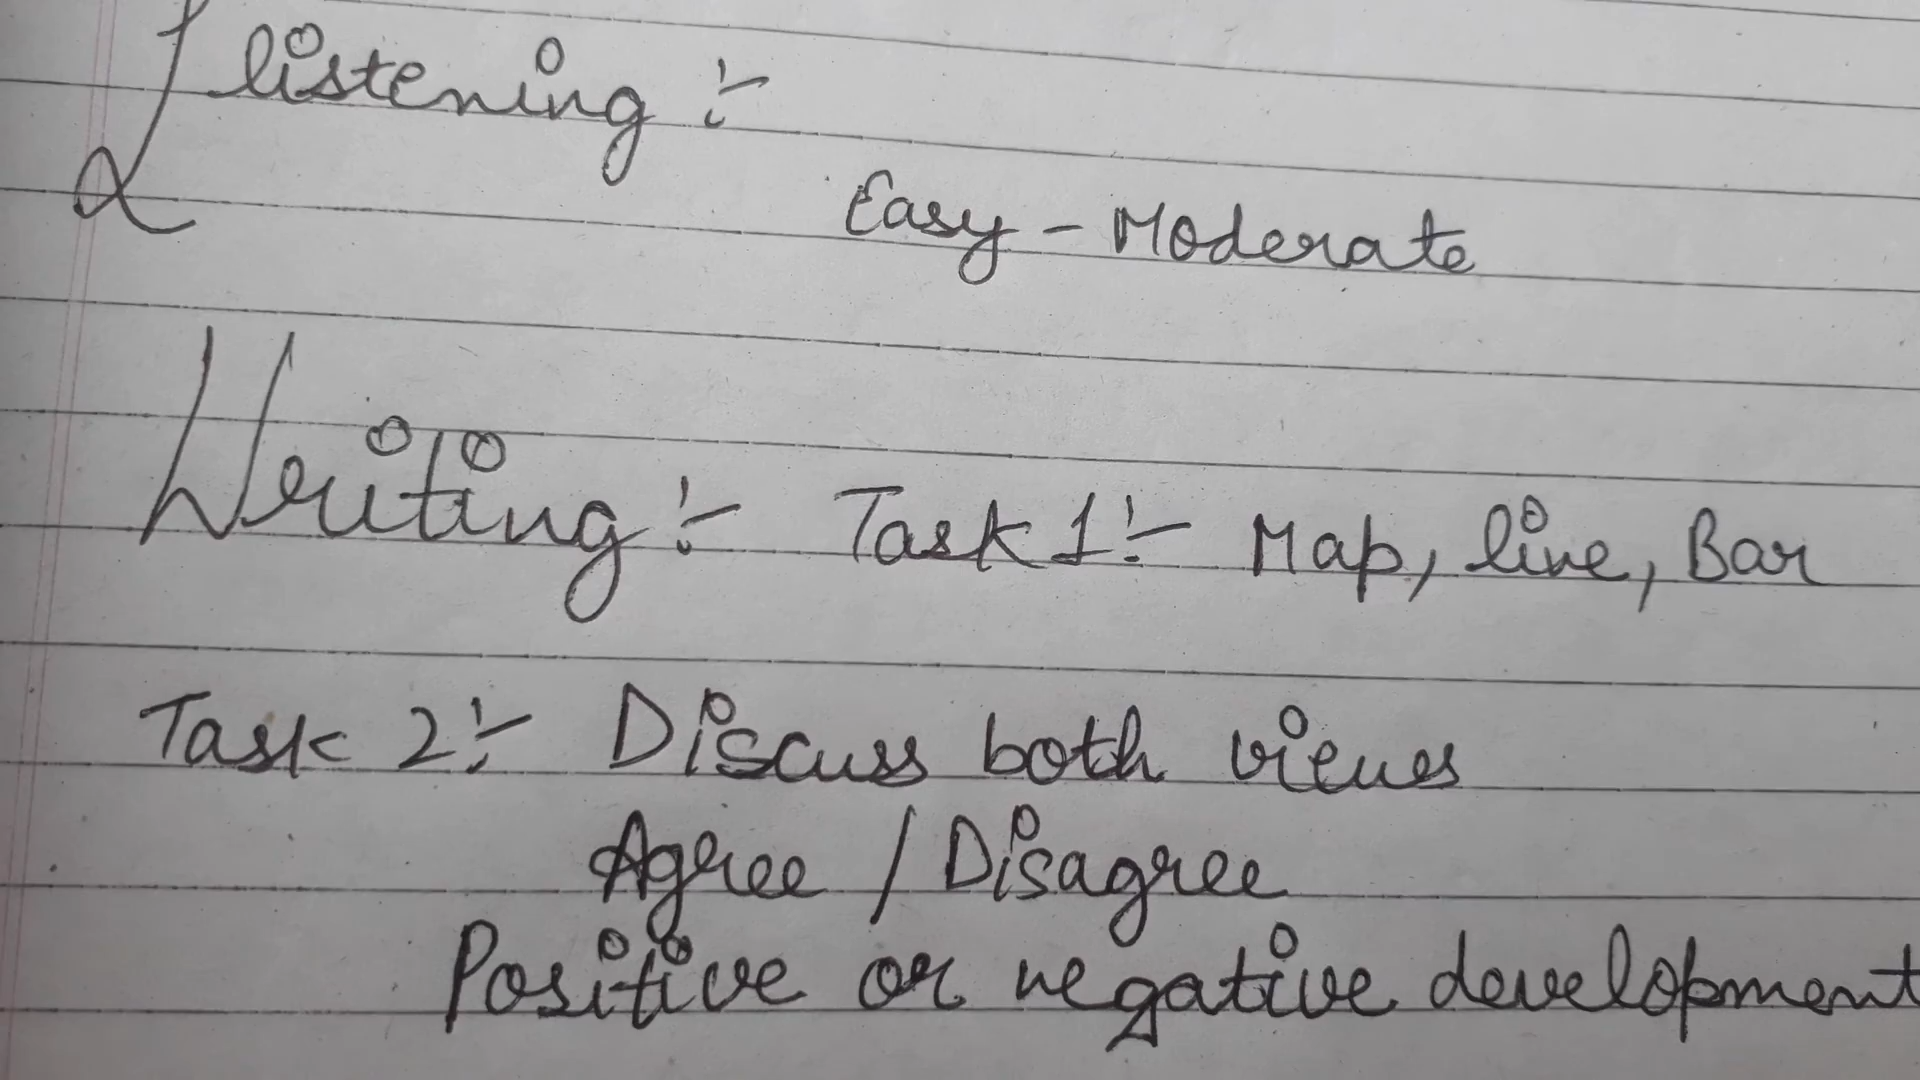 listening :-
Easy - Moderate
Writing :- Task 1 :- Map, line, Bar
Task 2 :- Discuss both views
Agree / Disagree
Positive or negative development